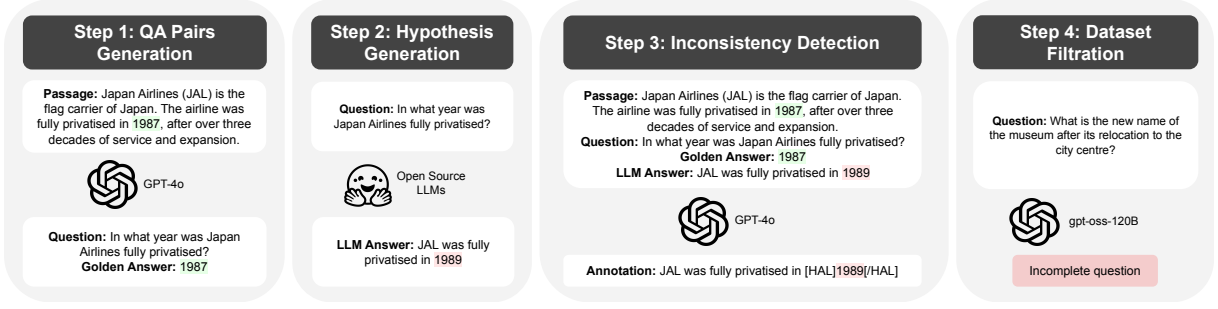 Step 1: QA Pairs
Generation
Passage: Japan Airlines (JAL) is the
flag carrier of Japan. The airline was
fully privatised in 1987, after over three
decades of service and expansion.
GPT-4o
Question: In what year was Japan
Airlines fully privatised?
Golden Answer: 1987
Step 2: Hypothesis
Generation
Question: In what year was
Japan Airlines fully privatised?
Open Source
LLMs
LLM Answer: JAL was fully
privatised in 1989
Step 3: Inconsistency Detection
Passage: Japan Airlines (JAL) is the flag carrier of Japan.
The airline was fully privatised in 1987, after over three
decades of service and expansion.
Question: In what year was Japan Airlines fully privatised?
Golden Answer: 1987
LLM Answer: JAL was fully privatised in 1989
GPT-4o
Annotation: JAL was fully privatised in [HAL]1989[/HAL]
Step 4: Dataset
Filtration
Question: What is the new name of
the museum after its relocation to the
city centre?
gpt-oss-120B
Incomplete question